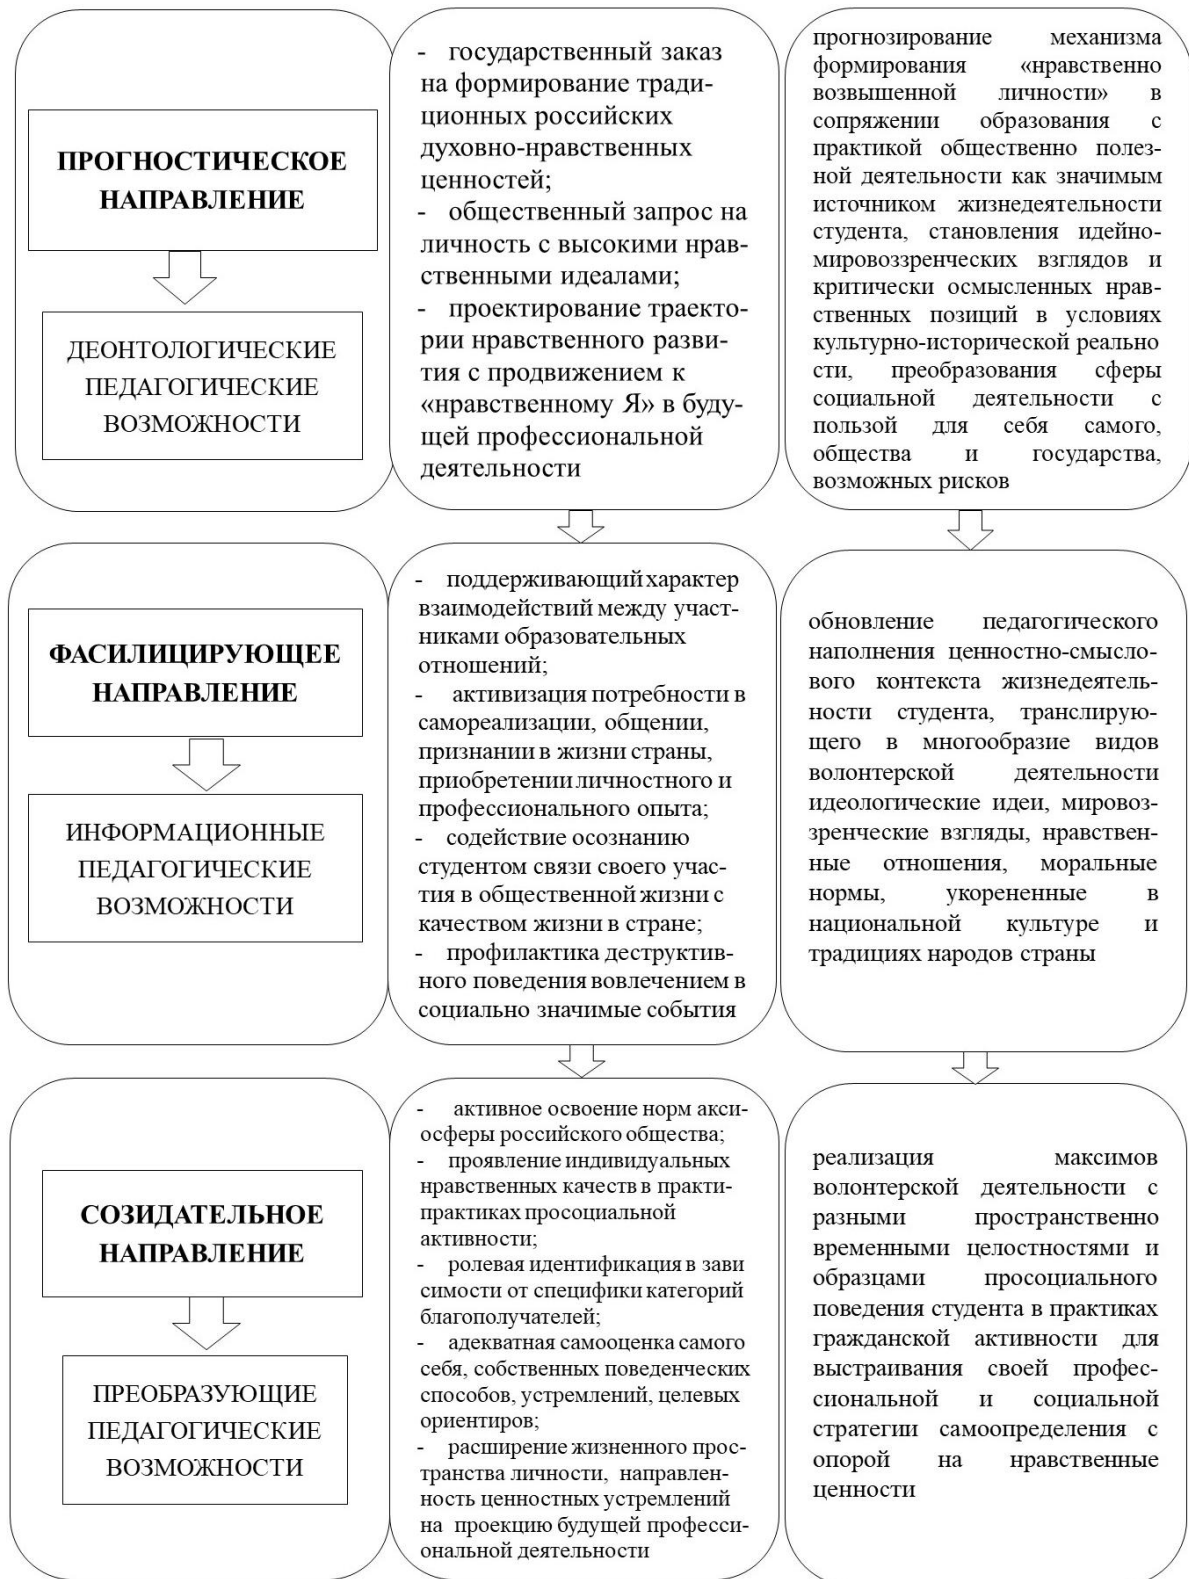 ПРОГНОСТИЧЕСКОЕ
НАПРАВЛЕНИЕ
ДЕОНТОЛОГИЧЕСКИЕ
ПЕДАГОГИЧЕСКИЕ
ВОЗМОЖНОСТИ
- государственный заказ
на формирование тради-
ционных российских
духовно-нравственных
ценностей;
- общественный запрос на
личность с высокими нрав-
ственными идеалами;
- проектирование траекто-
рии нравственного разви-
тия с продвижением к
«нравственному Я» в буду-
щей профессиональной
деятельности
прогнозирование механизма
формирования «нравственно
возвышенной личности» в
сопряжении образования с
практикой общественно полез-
ной деятельности как значимым
источником жизнедеятельности
студента, становления идейно-
мировоззренческих взглядов и
критически осмысленных нрав-
ственных позиций в условиях
культурно-исторической реально
сти, преобразования сферы
социальной деятельности с
пользой для себя самого,
общества и государства,
возможных рисков
ФАСИЛИЦИРУЮЩЕЕ
НАПРАВЛЕНИЕ
ИНФОРМАЦИОННЫЕ
ПЕДАГОГИЧЕСКИЕ
ВОЗМОЖНОСТИ
- поддерживающий характер
взаимодействий между участ-
никами образовательных
отношений;
- активизация потребности в
самореализации, общении,
признании в жизни страны,
приобретении личностного и
профессионального опыта;
- содействие осознанию
студентом связи своего учас-
тия в общественной жизни с
качеством жизни в стране;
- профилактика деструктив-
ного поведения вовлечением в
социально значимые события
обновление педагогического
наполнения ценностно-смысло-
вого контекста жизнедеятель-
ности студента, транслирую-
щего в многообразие видов
волонтерской деятельности
идеологические идеи, мировоз-
зренческие взгляды, нравствен-
ные отношения, моральные
нормы, укорененные в
национальной культуре и
традициях народов страны
СОЗИДАТЕЛЬНОЕ
НАПРАВЛЕНИЕ
ПРЕОБРАЗУЮЩИЕ
ПЕДАГОГИЧЕСКИЕ
ВОЗМОЖНОСТИ
- активное освоение норм акси-
осферы российского общества;
- проявление индивидуальных
нравственных качеств в практи-
практиках просоциальной
активности;
- ролевая идентификация в зави
симости от специфики категорий
благополучателей;
- адекватная самооценка самого
себя, собственных поведенческих
способов, устремлений, целевых
ориентиров;
- расширение жизненного прос-
транства личности, направлен-
ность ценностных устремлений
на проекцию будущей професси-
ональной деятельности
реализация максимов
волонтерской деятельности с
разными пространственно
временными целостностями и
образцами просоциального
поведения студента в практиках
гражданской активности для
выстраивания своей профес-
сиональной и социальной
стратегии самоопределения с
опорой на нравственные
ценности